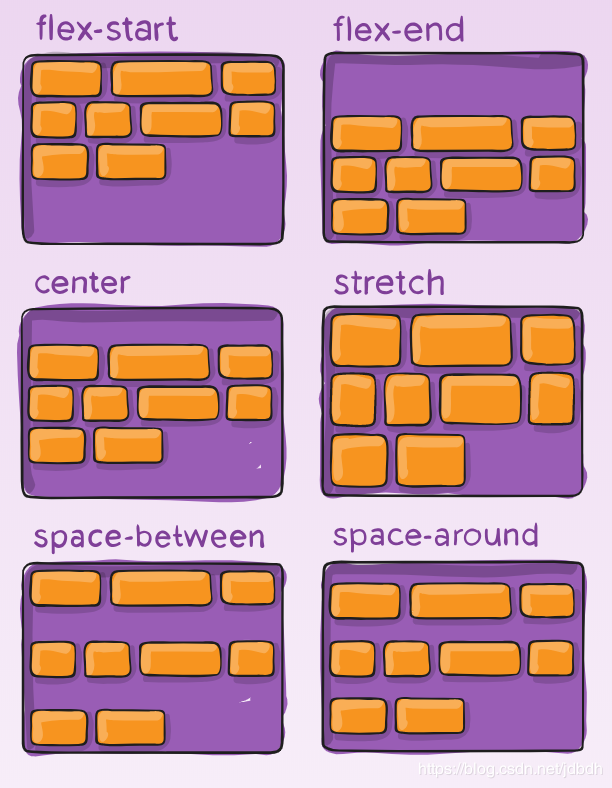 flex-start
flex-end
center
stretch
space-between
space-around
https://blog.csdn.net/jdbdh